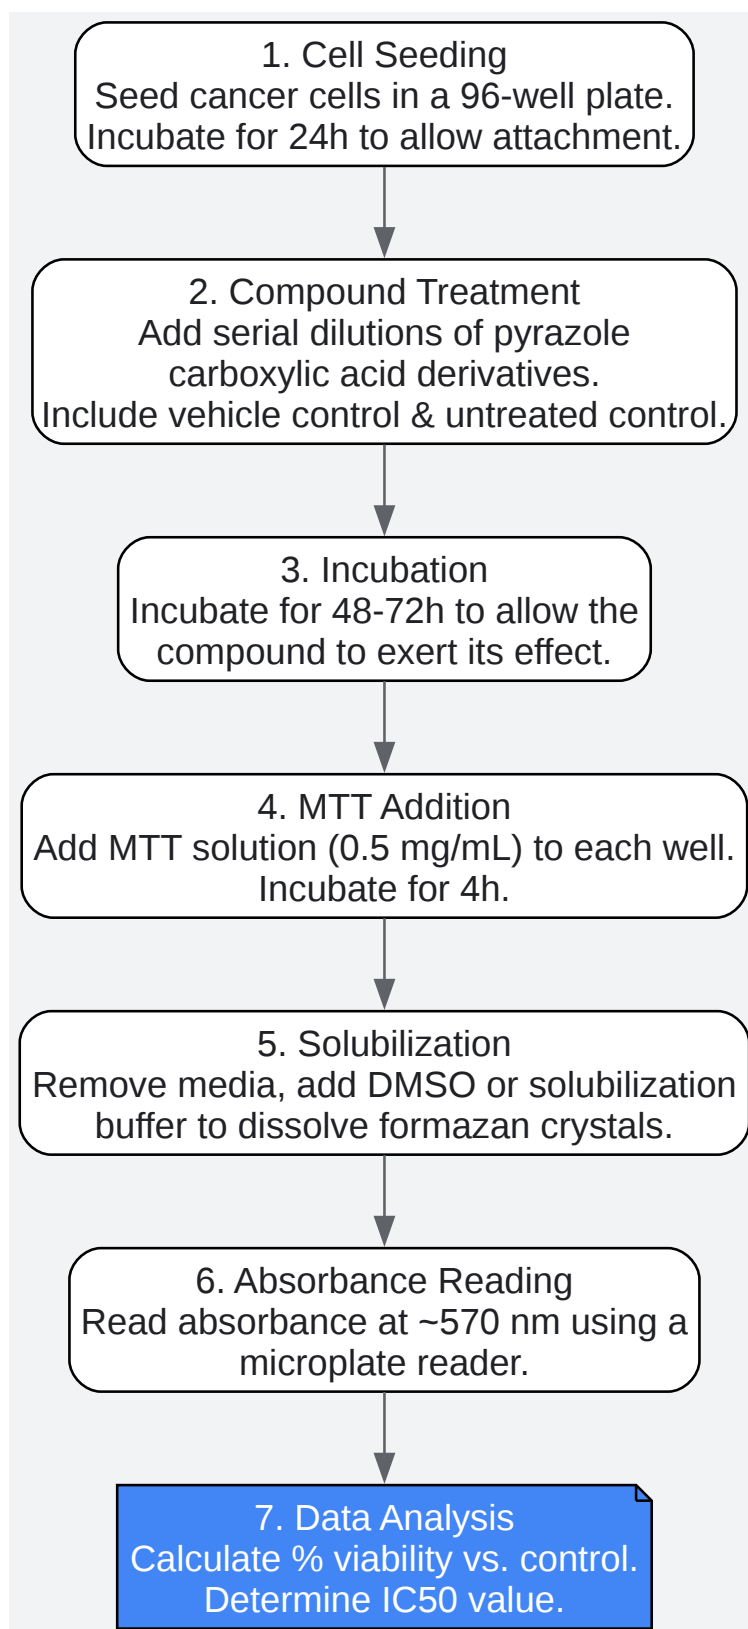 1. Cell Seeding
Seed cancer cells in a 96-well plate.
Incubate for 24h to allow attachment.
2. Compound Treatment
Add serial dilutions of pyrazole
carboxylic acid derivatives.
Include vehicle control & untreated control.
3. Incubation
Incubate for 48-72h to allow the
compound to exert its effect.
4. MTT Addition
Add MTT solution (0.5 mg/mL) to each well.
Incubate for 4h.
5. Solubilization
Remove media, add DMSO or solubilization
buffer to dissolve formazan crystals.
6. Absorbance Reading
Read absorbance at ~570 nm using a
microplate reader.
7. Data Analysis
Calculate % viability vs. control.
Determine IC50 value.